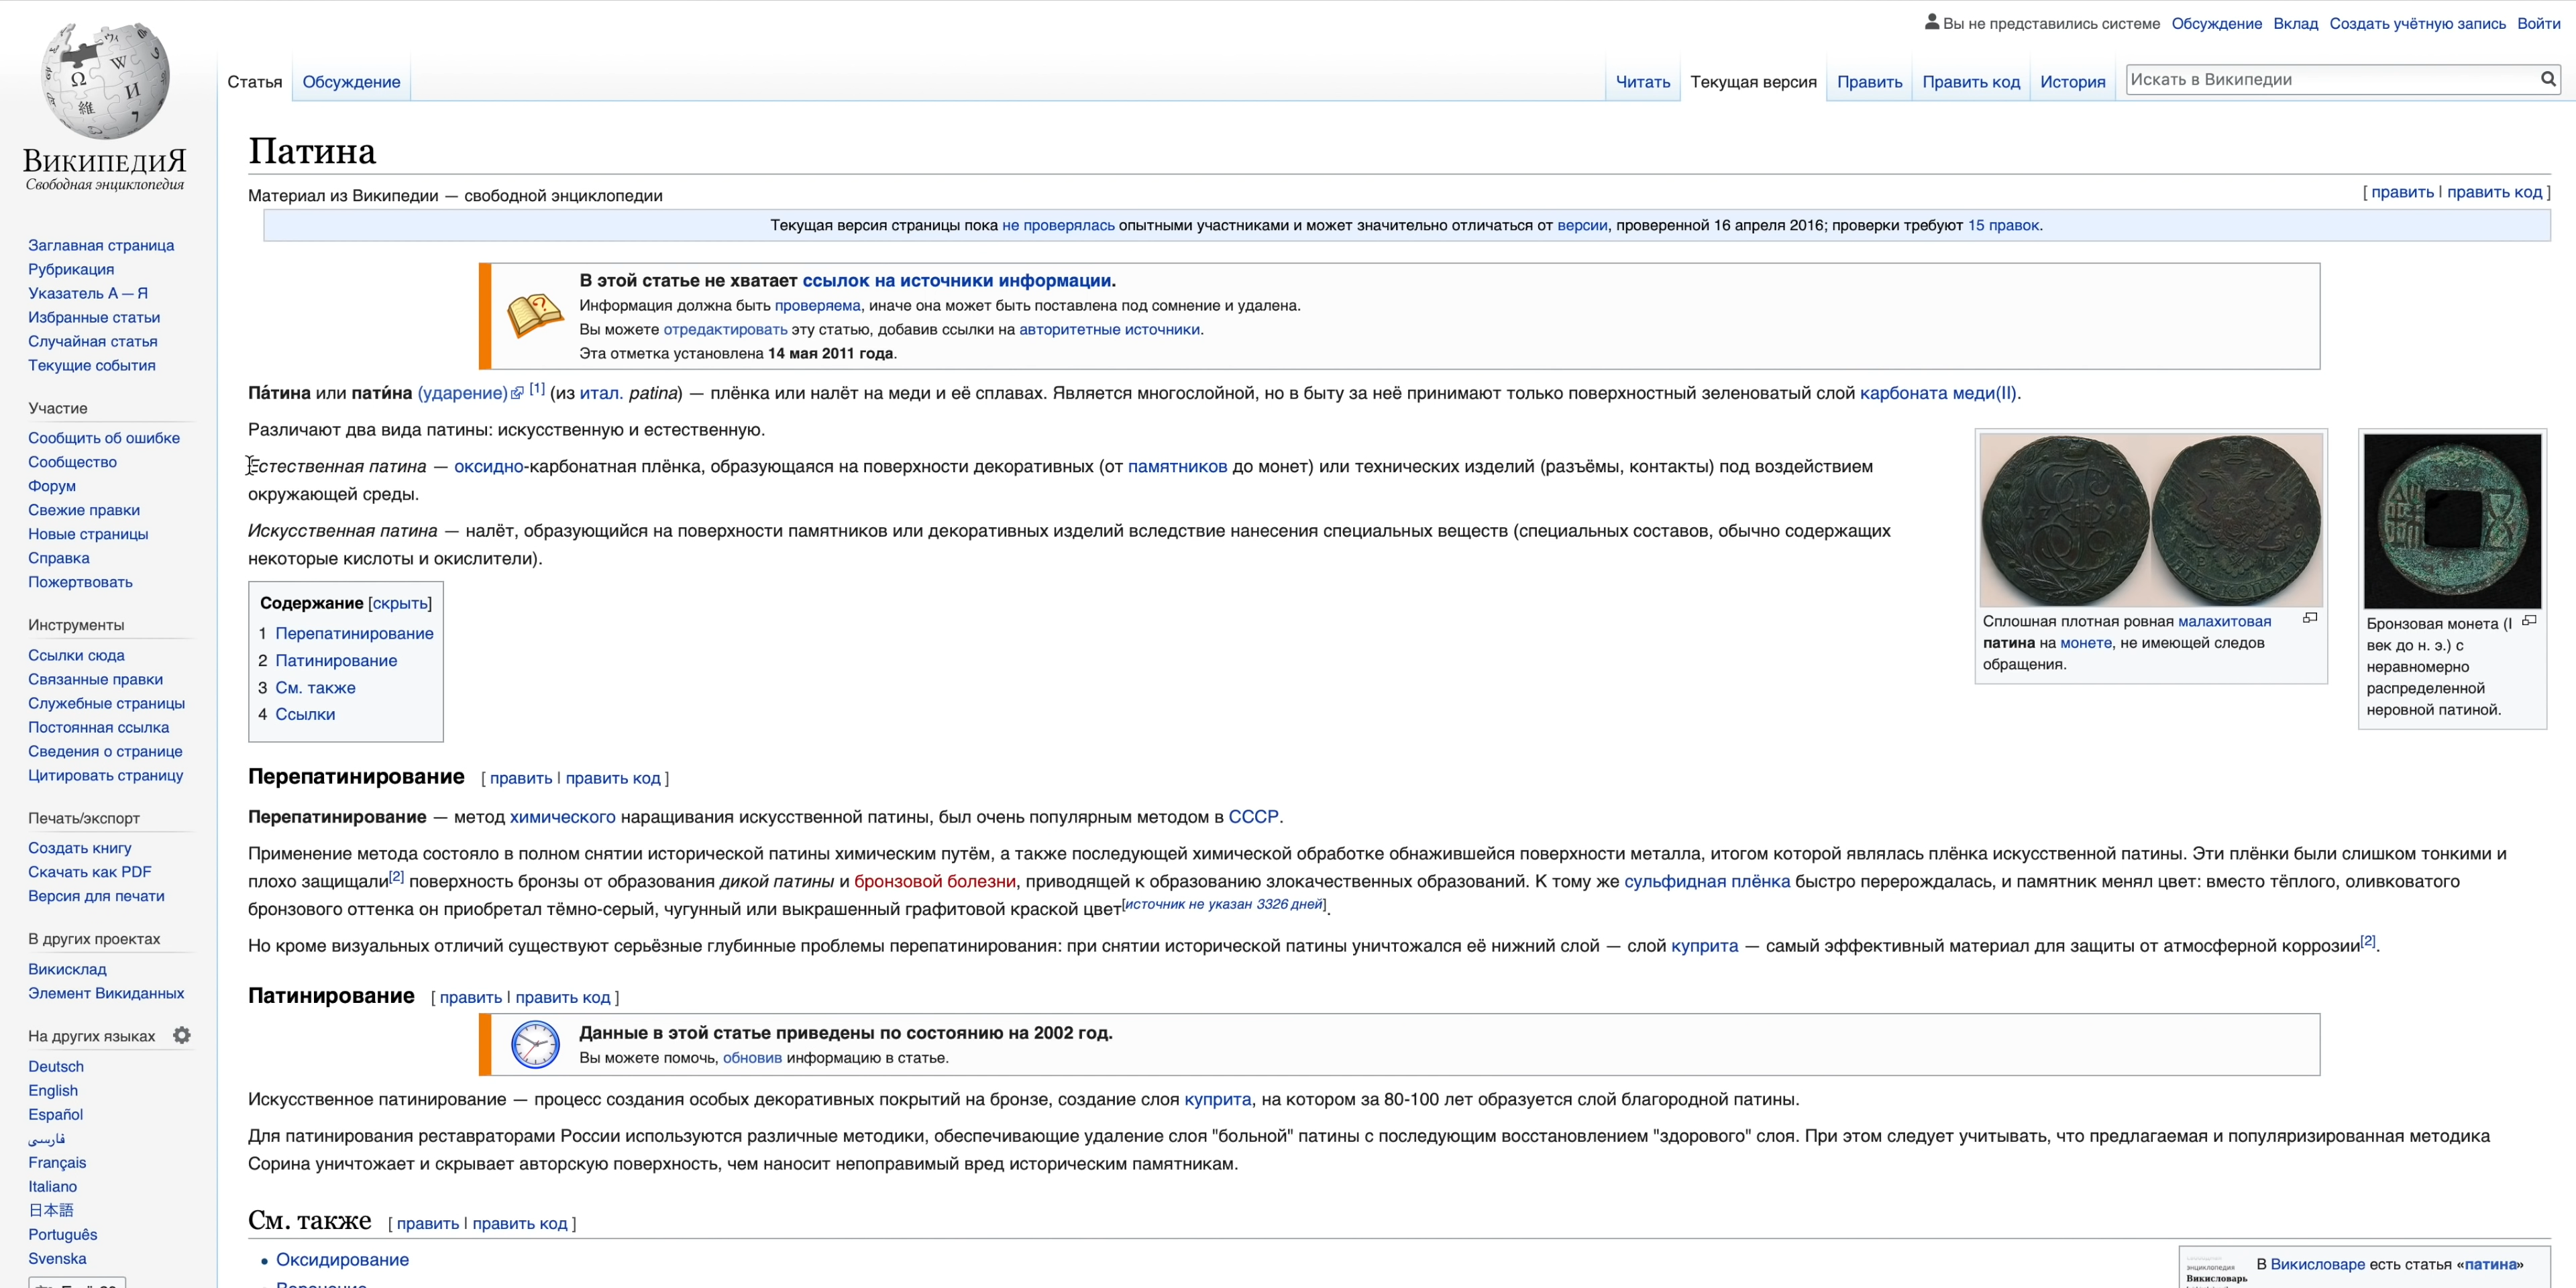 Вы не представились системе Обсуждение Вклад Создать учётную запись Войти
Статья Обсуждение Читать Текущая версия Править Править код История Искать в Википедии
ВикипедиЯ
Свободная энциклопедия
Заглавная страница
Рубрикация
Указатель А — Я
Избранные статьи
Случайная статья
Текущие события
Участие
Сообщить об ошибке
Сообщество
Форум
Свежие правки
Новые страницы
Справка
Пожертвовать
Инструменты
Ссылки сюда
Связанные правки
Служебные страницы
Постоянная ссылка
Сведения о странице
Цитировать страницу
Печать/экспорт
Создать книгу
Скачать как PDF
Версия для печати
В других проектах
Викисклад
Элемент Викиданных
На других языках
Deutsch
English
Español
فارسی
Français
Italiano
日本語
Português
Svenska
Патина
Материал из Википедии — свободной энциклопедии
[ править | править код ]
Текущая версия страницы пока не проверялась опытными участниками и может значительно отличаться от версии, проверенной 16 апреля 2016; проверки требуют 15 правок.
В этой статье не хватает ссылок на источники информации.
Информация должна быть проверяема, иначе она может быть поставлена под сомнение и удалена.
Вы можете отредактировать эту статью, добавив ссылки на авторитетные источники.
Эта отметка установлена 14 мая 2011 года.
Па́тина или пати́на (ударение) [1] (из итал. patina) — плёнка или налёт на меди и её сплавах. Является многослойной, но в быту за неё принимают только поверхностный зеленоватый слой карбоната меди(II).
Различают два вида патины: искусственную и естественную.
Естественная патина — оксидно-карбонатная плёнка, образующаяся на поверхности декоративных (от памятников до монет) или технических изделий (разъёмы, контакты) под воздействием
окружающей среды.
Искусственная патина — налёт, образующийся на поверхности памятников или декоративных изделий вследствие нанесения специальных веществ (специальных составов, обычно содержащих
некоторые кислоты и окислители).
Сплошная плотная ровная малахитовая
патина на монете, не имеющей следов
обращения.
Бронзовая монета (I
век до н. э.) с
неравномерно
распределенной
неровной патиной.
Содержание [скрыть]
1 Перепатинирование
2 Патинирование
3 См. также
4 Ссылки
Перепатинирование [ править | править код ]
Перепатинирование — метод химического наращивания искусственной патины, был очень популярным методом в СССР.
Применение метода состояло в полном снятии исторической патины химическим путём, а также последующей химической обработке обнажившейся поверхности металла, итогом которой являлась плёнка искусственной патины. Эти плёнки были слишком тонкими и
плохо защищали[2] поверхность бронзы от образования дикой патины и бронзовой болезни, приводящей к образованию злокачественных образований. К тому же сульфидная плёнка быстро перерождалась, и памятник менял цвет: вместо тёплого, оливковатого
бронзового оттенка он приобретал тёмно-серый, чугунный или выкрашенный графитовой краской цвет[источник не указан 3326 дней].
Но кроме визуальных отличий существуют серьёзные глубинные проблемы перепатинирования: при снятии исторической патины уничтожался её нижний слой — слой куприта — самый эффективный материал для защиты от атмосферной коррозии[2].
Патинирование [ править | править код ]
Данные в этой статье приведены по состоянию на 2002 год.
Вы можете помочь, обновив информацию в статье.
Искусственное патинирование — процесс создания особых декоративных покрытий на бронзе, создание слоя куприта, на котором за 80-100 лет образуется слой благородной патины.
Для патинирования реставраторами России используются различные методики, обеспечивающие удаление слоя "больной" патины с последующим восстановлением "здорового" слоя. При этом следует учитывать, что предлагаемая и популяризированная методика
Сорина уничтожает и скрывает авторскую поверхность, чем наносит непоправимый вред историческим памятникам.
См. также [ править | править код ]
Оксидирование
энциклопедия
Викисловарь
В Викисловаре есть статья «патина»